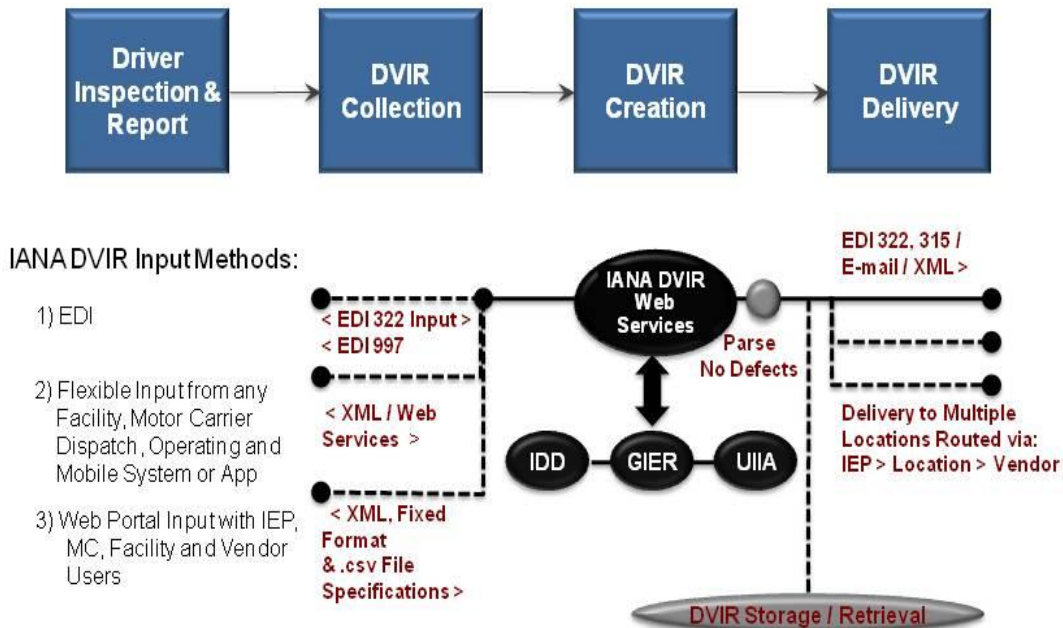 Driver
Inspection &
Report
DVIR
Collection
DVIR
Creation
DVIR
Delivery
IANA DVIR Input Methods:
1) EDI
2) Flexible Input from any
Facility, Motor Carrier
Dispatch, Operating and
Mobile System or App
3) Web Portal Input with IEP,
MC, Facility and Vendor
Users
< EDI 322 Input >
< EDI 997
< XML / Web
Services >
< XML, Fixed
Format
& .csv File
Specifications >
IANA DVIR
Web
Services
Parse
No Defects
IDD
GIER
UIIA
EDI 322, 315 /
E-mail / XML >
Delivery to Multiple
Locations Routed via:
IEP > Location > Vendor
DVIR Storage / Retrieval